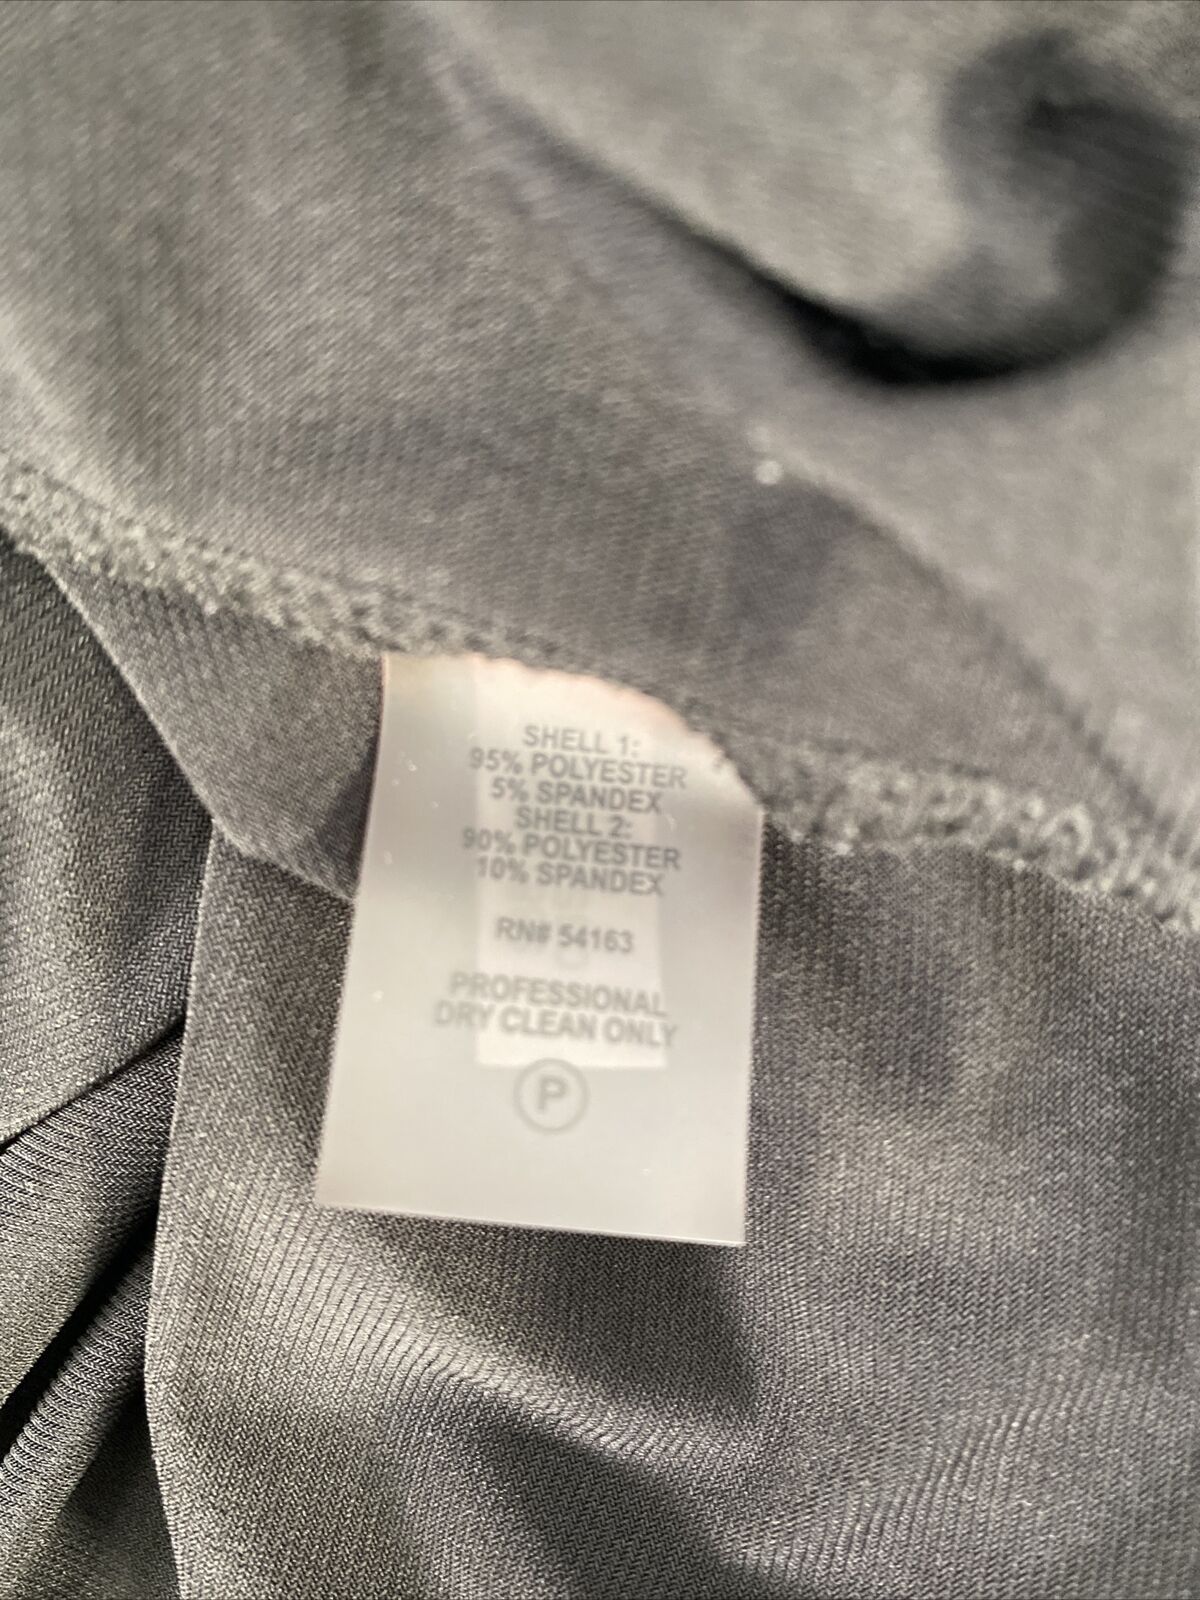 SHELL 1:
95% POLYESTER
5% SPANDEX
SHELL 2:
90% POLYESTER
10% SPANDEX
RN# 54163
PROFESSIONAL
DRY CLEAN ONLY
P